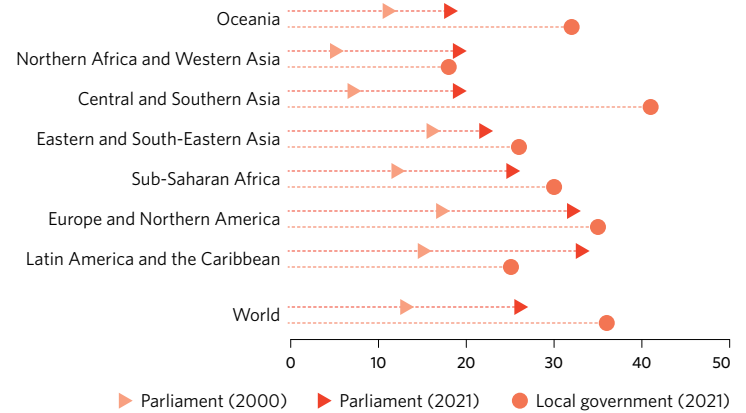 Oceania
Northern Africa and Western Asia
Central and Southern Asia
Eastern and South-Eastern Asia
Sub-Saharan Africa
Europe and Northern America
Latin America and the Caribbean
World
0 10 20 30 40 50
Parliament (2000) Parliament (2021) Local government (2021)